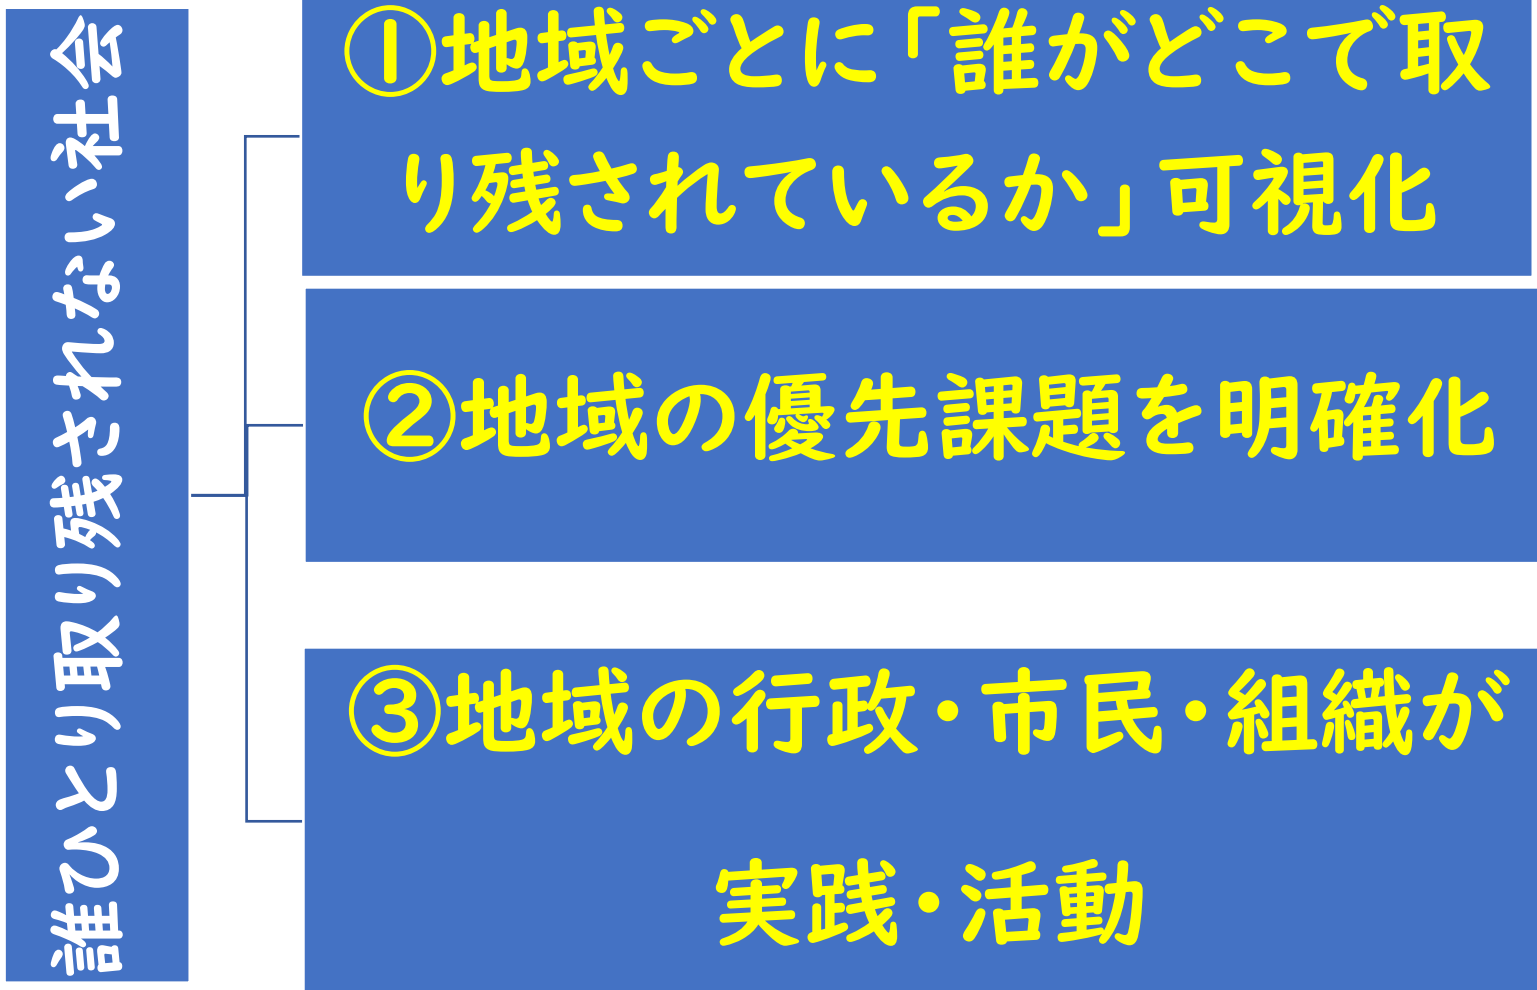 誰ひとり取り残されない社会
①地域ごとに「誰がどこで取
り残されているか」可視化
②地域の優先課題を明確化
③地域の行政・市民・組織が
実践・活動